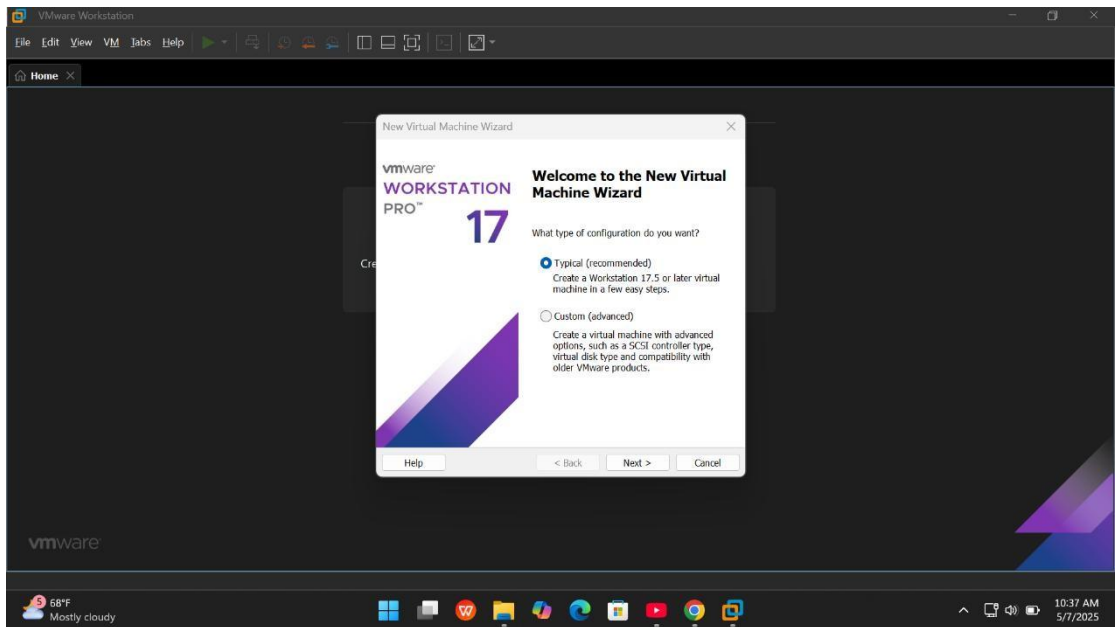 VMware Workstation
File Edit View VM Tabs Help
Home
New Virtual Machine Wizard
vmware
WORKSTATION
PRO™
17
Welcome to the New Virtual
Machine Wizard
What type of configuration do you want?
Typical (recommended)
Create a Workstation 17.5 or later virtual
machine in a few easy steps.
Cre
Custom (advanced)
Create a virtual machine with advanced
options, such as a SCSI controller type,
virtual disk type and compatibility with
older VMware products.
Help
< Back Next > Cancel
vmware
5
68°F
Mostly cloudy
10:37 AM
5/7/2025